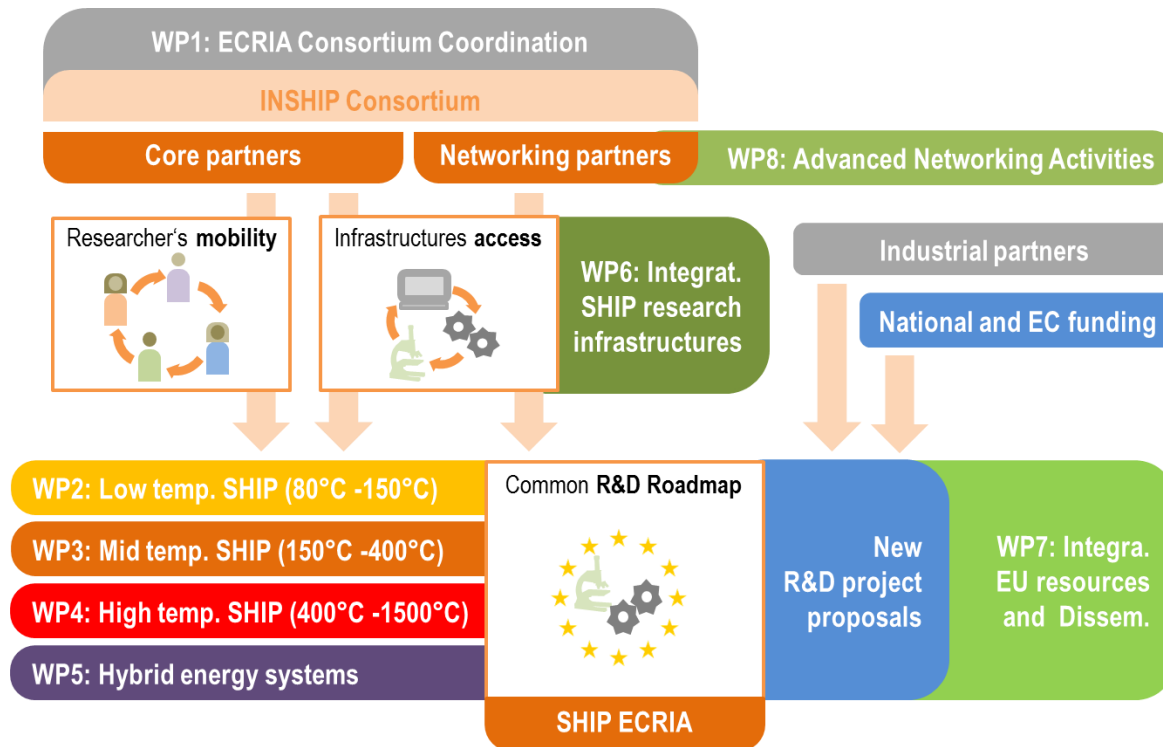 WP1: ECRIA Consortium Coordination
INSHIP Consortium
Core partners
Networking partners
WP8: Advanced Networking Activities
Researcher‘s mobility
Infrastructures access
WP6: Integrat.
SHIP research
infrastructures
Industrial partners
National and EC funding
WP2: Low temp. SHIP (80°C -150°C)
WP3: Mid temp. SHIP (150°C -400°C)
WP4: High temp. SHIP (400°C -1500°C)
WP5: Hybrid energy systems
Common R&D Roadmap
SHIP ECRIA
New
R&D project
proposals
WP7: Integra.
EU resources
and Dissem.